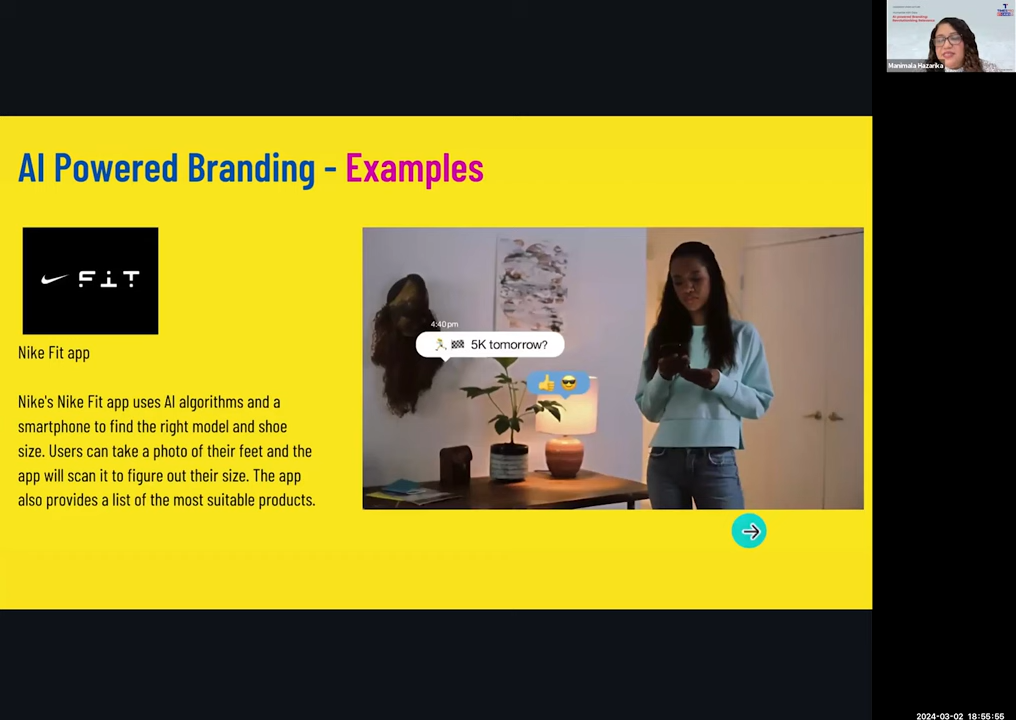 AI Powered Branding - Examples
FIT
Nike Fit app
Nike's Nike Fit app uses AI algorithms and a
smartphone to find the right model and shoe
size. Users can take a photo of their feet and the
app will scan it to figure out their size. The app
also provides a list of the most suitable products.
4:40 pm
5K tomorrow?
Manimala Hazarika
2024-03-02 18:55:55